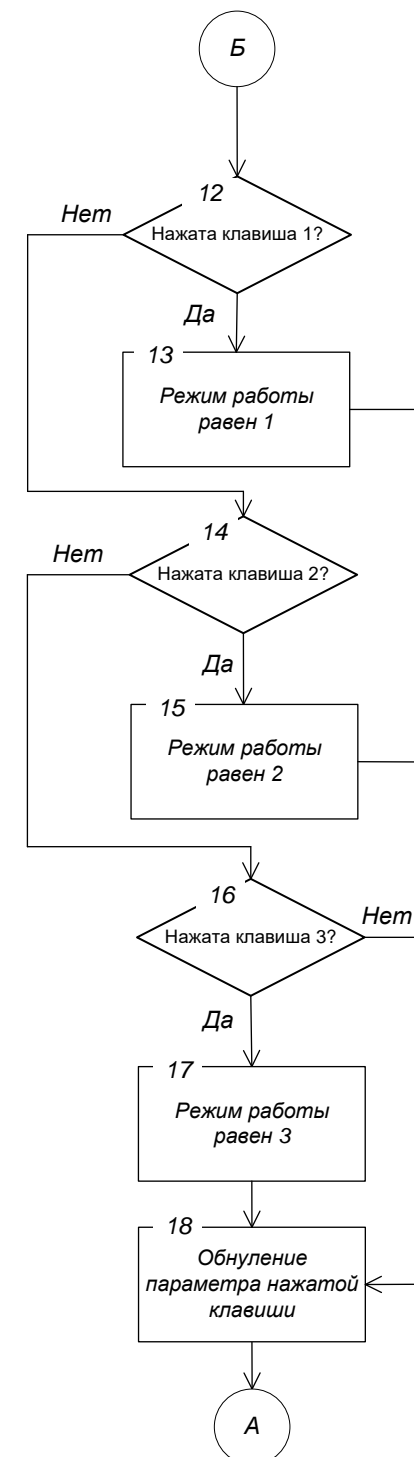 Б
12
Нет
Нажата клавиша 1?
Да
13
Режим работы
равен 1
14
Нет
Нажата клавиша 2?
Да
15
Режим работы
равен 2
16
Нет
Нажата клавиша 3?
Да
17
Режим работы
равен 3
18
Обнуление
параметра нажатой
клавиши
А